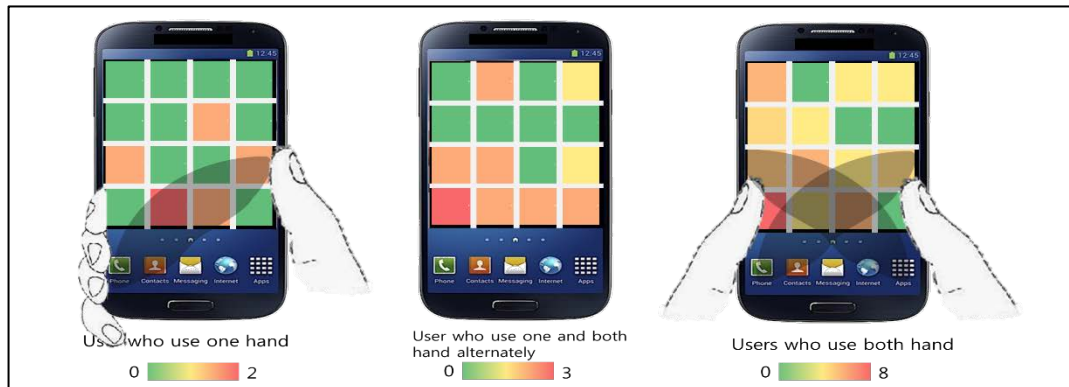 12:45
12:45
12:45
Phone Contacts Messaging Internet Apps
Phone Contacts Messaging Internet Apps
Phone Contacts Messaging Internet Apps
User who use one hand
0 2
User who use one and both
hand alternately
0 3
Users who use both hand
0 8